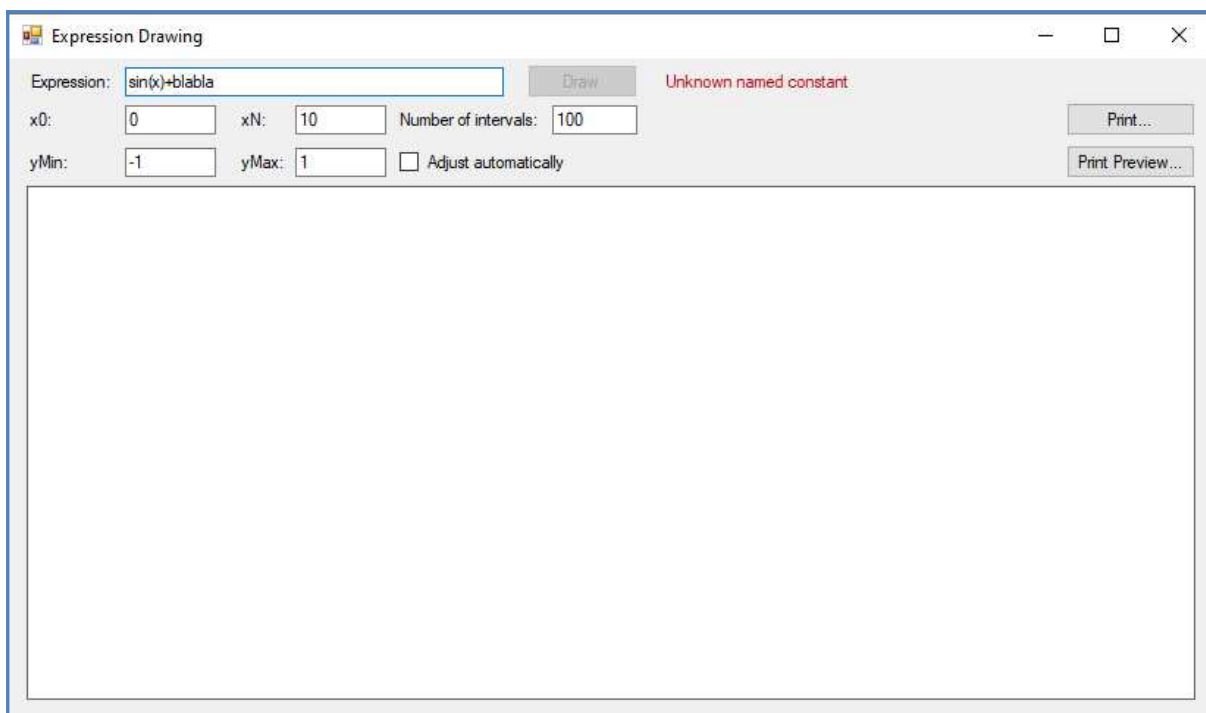 Expression Drawing
Expression: sin(x)+blabla Draw Unknown named constant
x0: 0 xN: 10 Number of intervals: 100 Print...
yMin: -1 yMax: 1 Adjust automatically Print Preview...